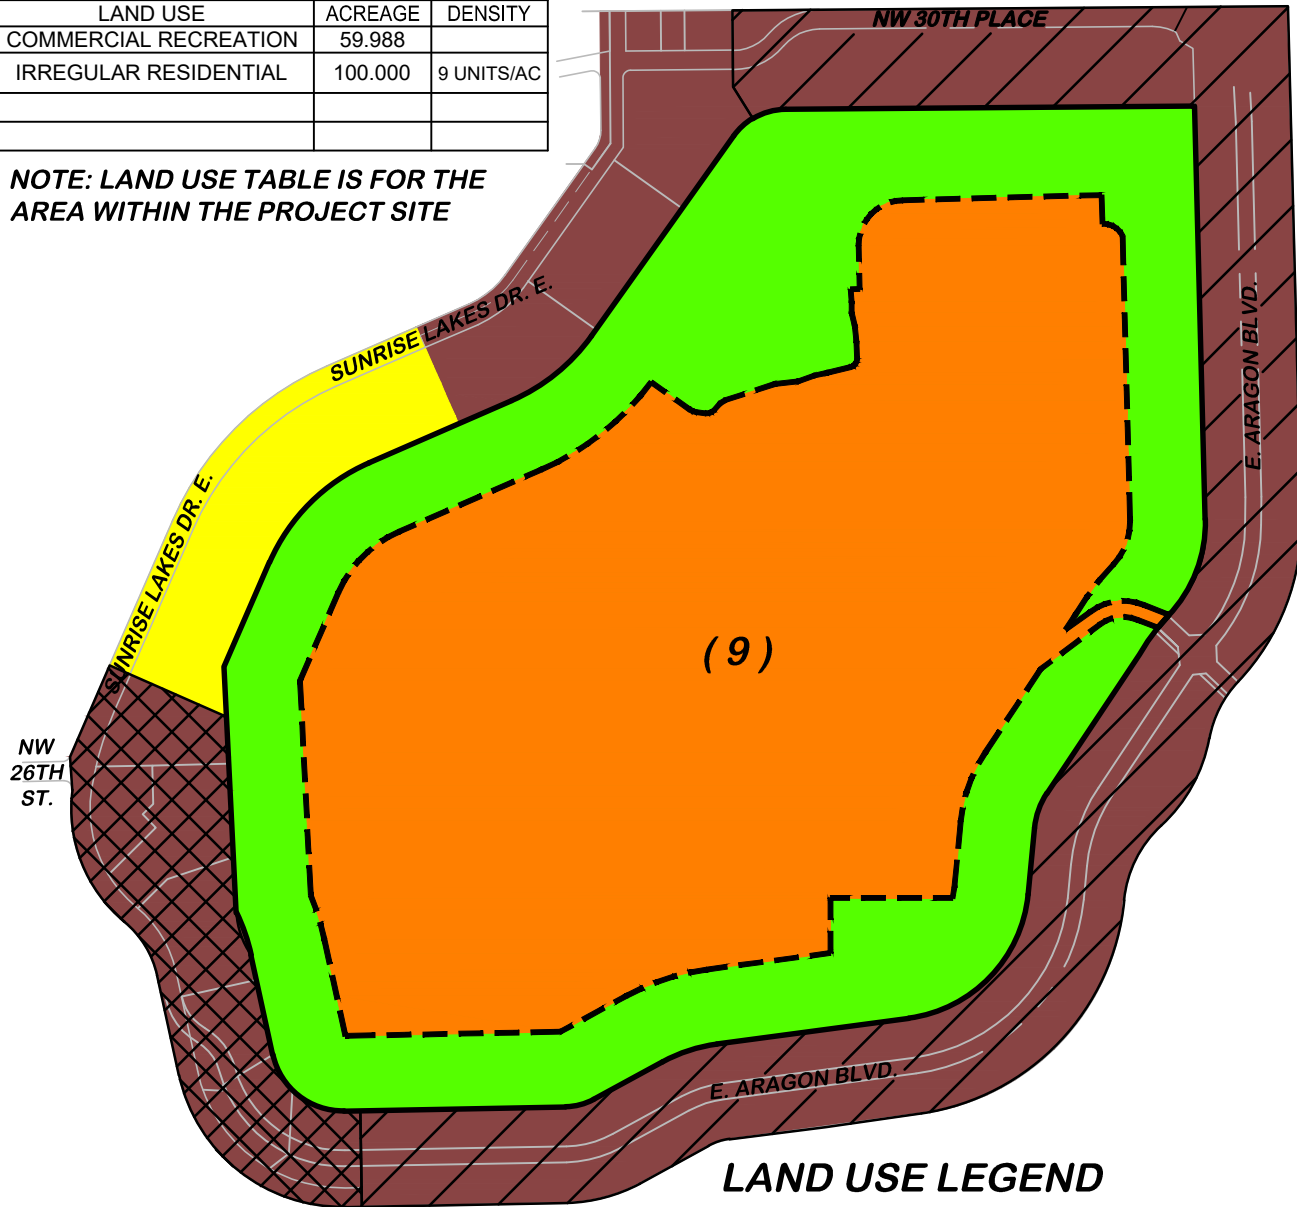 LAND USE ACREAGE DENSITY
COMMERCIAL RECREATION 59.988
IRREGULAR RESIDENTIAL 100.000 9 UNITS/AC
NOTE: LAND USE TABLE IS FOR THE
AREA WITHIN THE PROJECT SITE
NW 30TH PLACE
SUNRISE LAKES DR. E.
E. ARAGON BLVD.
SUNRISE LAKES DR. E.
( 9 )
NW
26TH
ST.
E. ARAGON BLVD.
LAND USE LEGEND